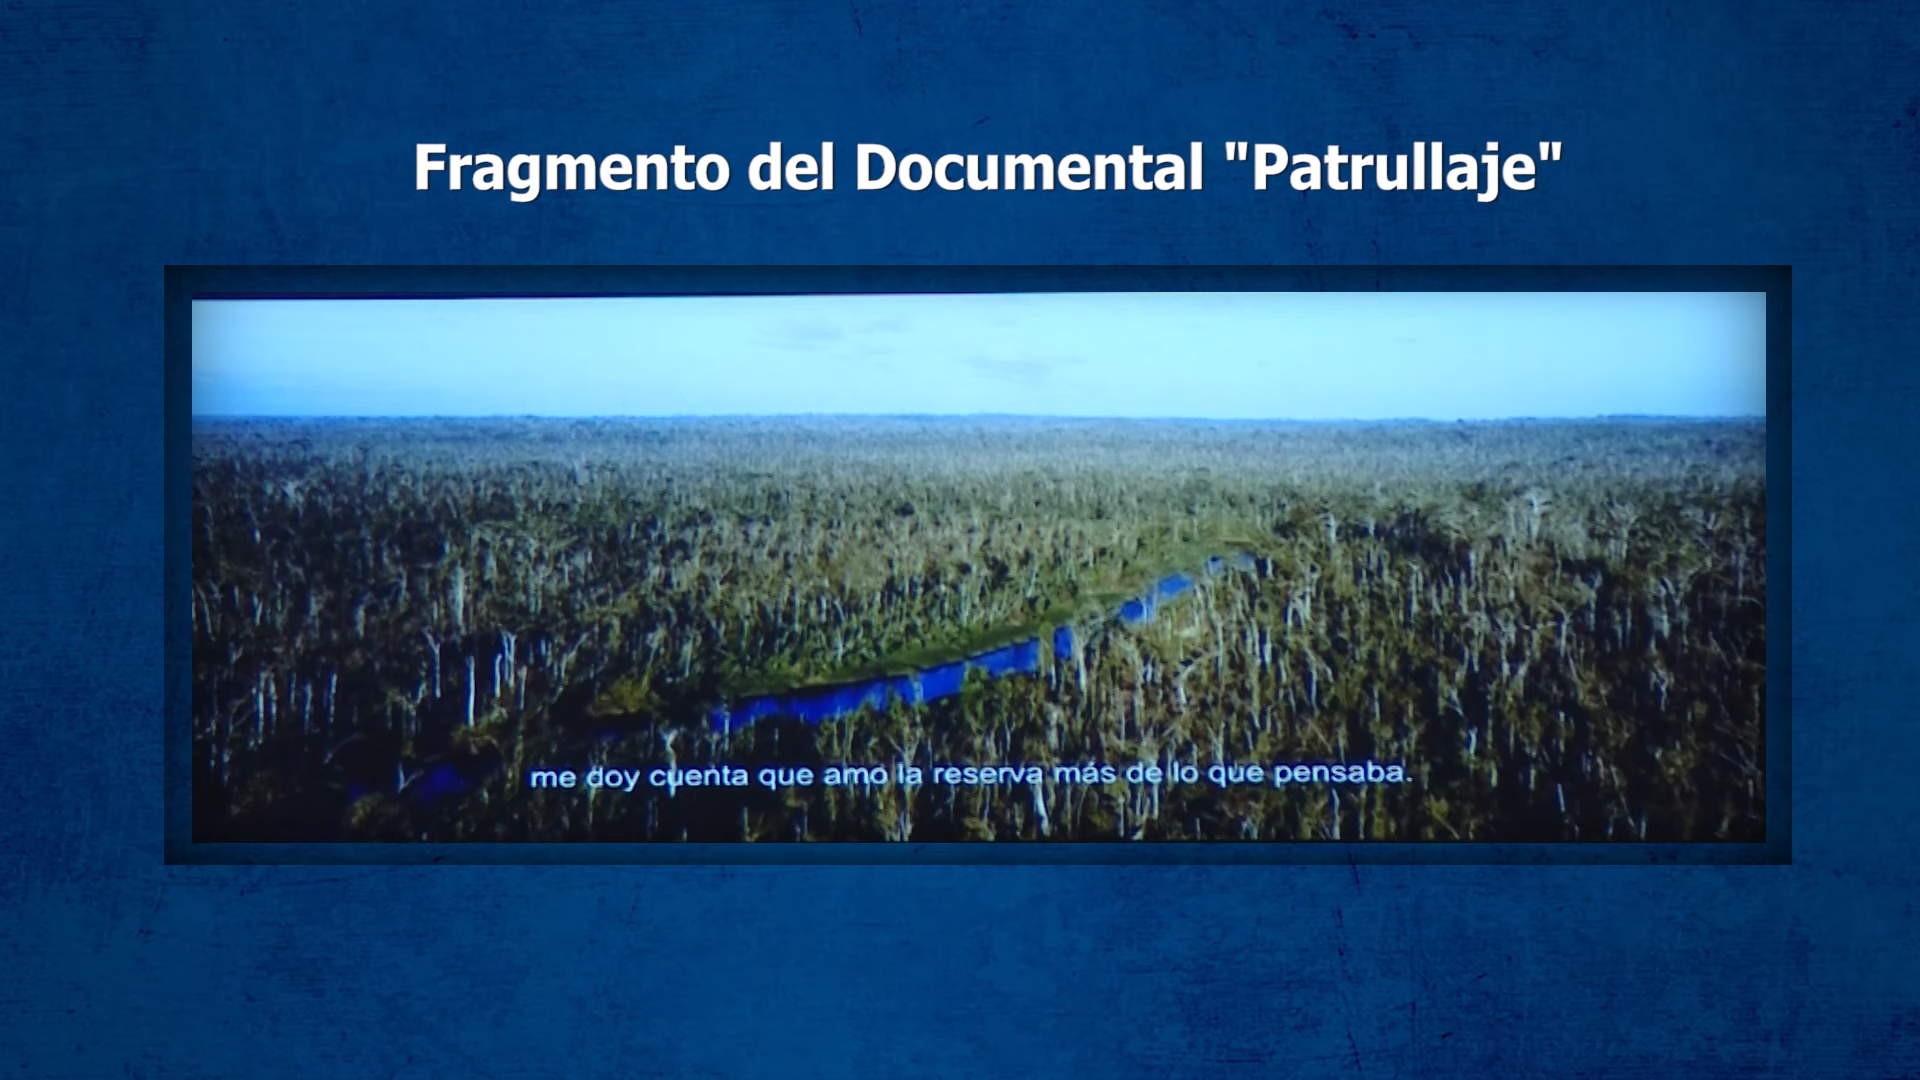 Fragmento del Documental "Patrullaje"
me doy cuenta que amo la reserva más de lo que pensaba.